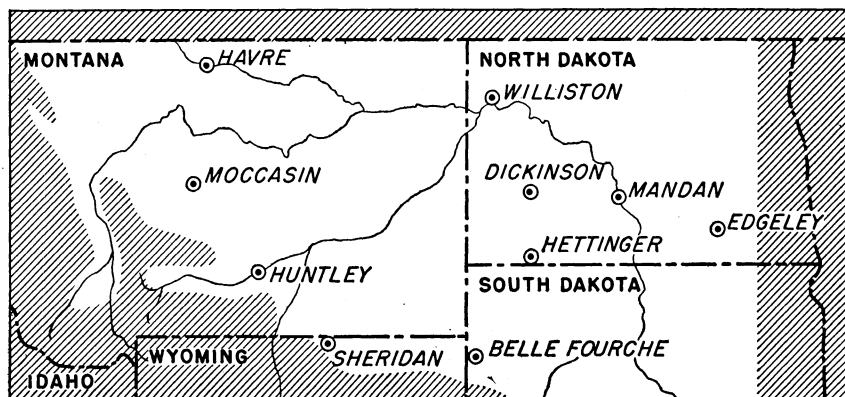 MONTANA
HAVRE
NORTH DAKOTA
WILLISTON
MOCCASIN
DICKINSON
MANDAN
EDGELEY
HETTINGER
HUNTLEY
SOUTH DAKOTA
WYOMING
SHERIDAN
BELLE FOURCHE
IDAHO